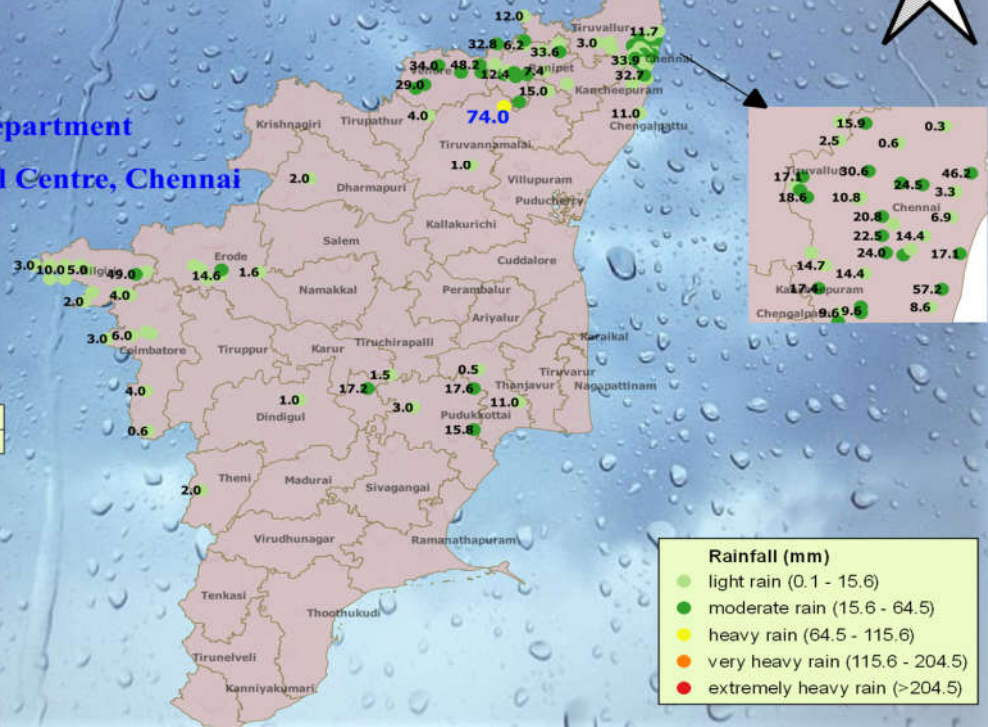 12.0
Tiruvallur
11.7
32.8
6.2
33.6
3.0
33.9
Chennai
34.0
48.2
12.4
7.4
Ranipet
32.7
29.0
15.0
Kancheepuram
4.0
74.0
11.0
Chengalpattu
epartment
Krishnagiri
Tirupathur
Tiruvannamalai
l Centre, Chennai
2.0
1.0
Dharmapuri
Villupuram
Puducherry
Kallakurichi
Salem
Cuddalore
Erode
3.0
10.0
5.0
49.0
14.6
1.6
2.0
4.0
Namakkal
Perambalur
Ariyalur
3.0
6.0
Coimbatore
Tiruppur
Karur
Tiruchirapalli
Karaikal
1.5
0.5
Tiruvarur
4.0
17.2
17.6
Thanjavur
Nagapattinam
1.0
3.0
11.0
Dindigul
Pudukkottai
0.6
15.8
Theni
Madurai
Sivagangai
2.0
Virudhunagar
Ramanathapuram
Tenkasi
Thoothukudi
Tirunelveli
Kanniyakumari
15.9
0.3
2.5
0.6
17.1
30.6
46.2
24.5
3.3
18.6
10.8
Chennai
20.8
6.9
22.5
14.4
24.0
17.1
14.7
14.4
17.4
57.2
9.6
9.6
8.6
Rainfall (mm)
light rain (0.1 - 15.6)
moderate rain (15.6 - 64.5)
heavy rain (64.5 - 115.6)
very heavy rain (115.6 - 204.5)
extremely heavy rain (>204.5)